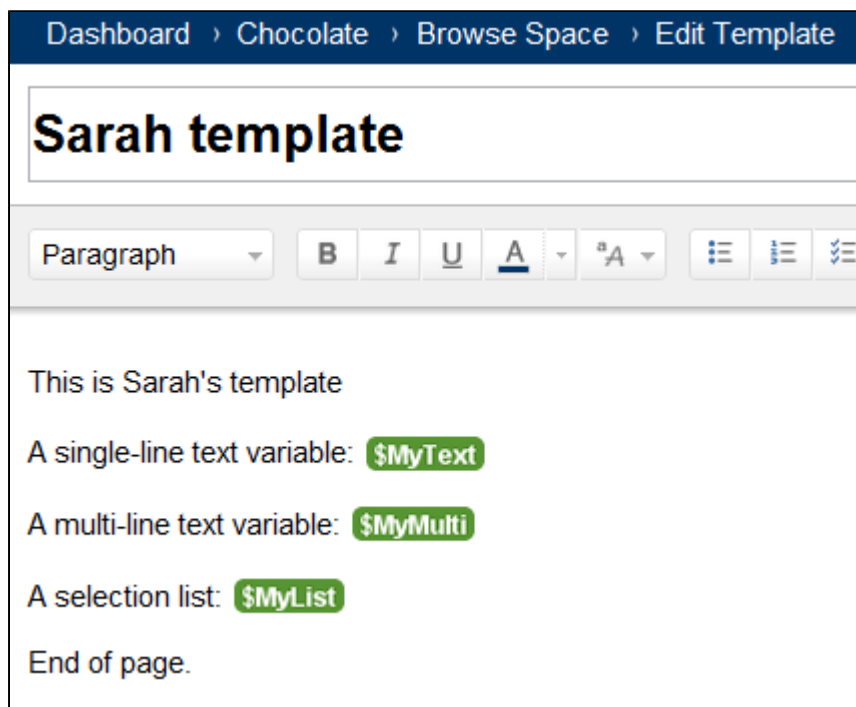 Dashboard › Chocolate › Browse Space › Edit Template
Sarah template
Paragraph B I U A ªA
This is Sarah's template
A single-line text variable: $MyText
A multi-line text variable: $MyMulti
A selection list: $MyList
End of page.